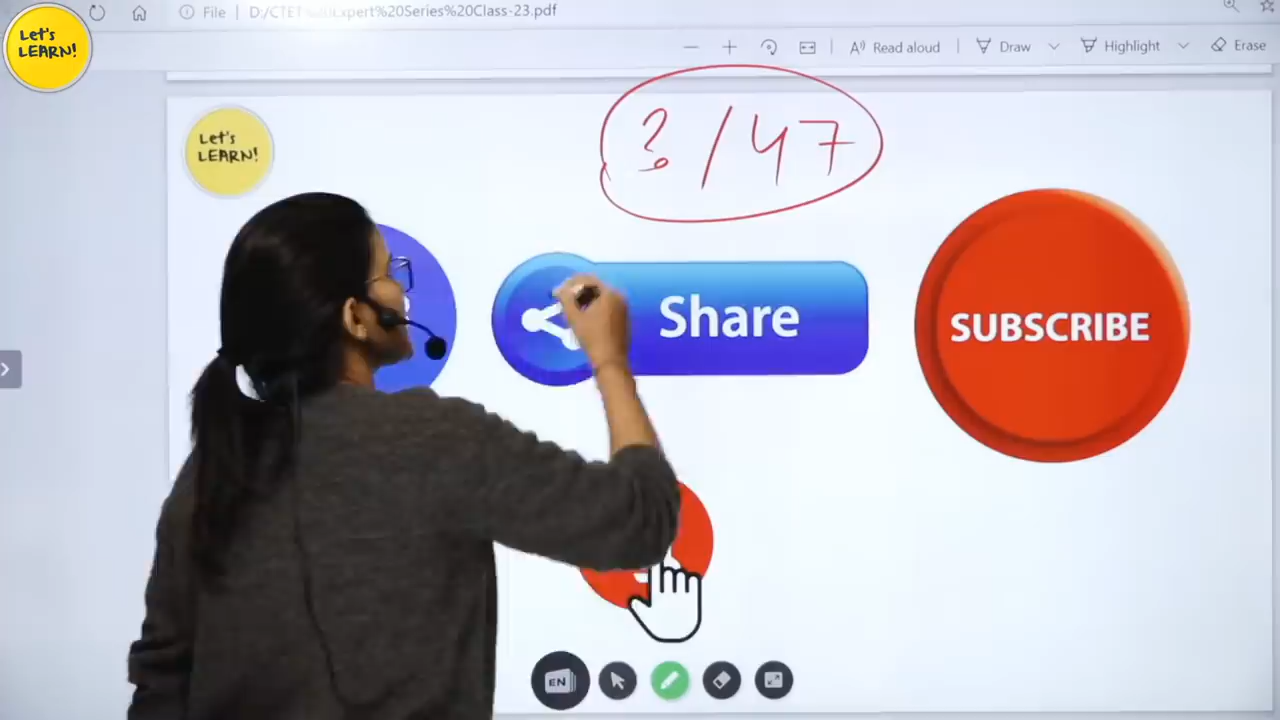 Let's
LEARN!
File | D:/CTET
Expert%20Series%20Class-23.pdf
Read aloud
Draw
Highlight
Erase
Let's
LEARN!
? / 47
Share
SUBSCRIBE
EN